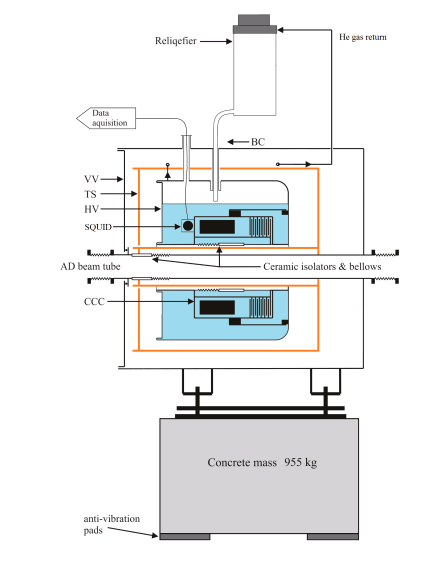 Reliqefier
He gas return
Data
aquisition
BC
VV
TS
HV
SQUID
AD beam tube
Ceramic isolators & bellows
CCC
Concrete mass 955 kg
anti-vibration
pads